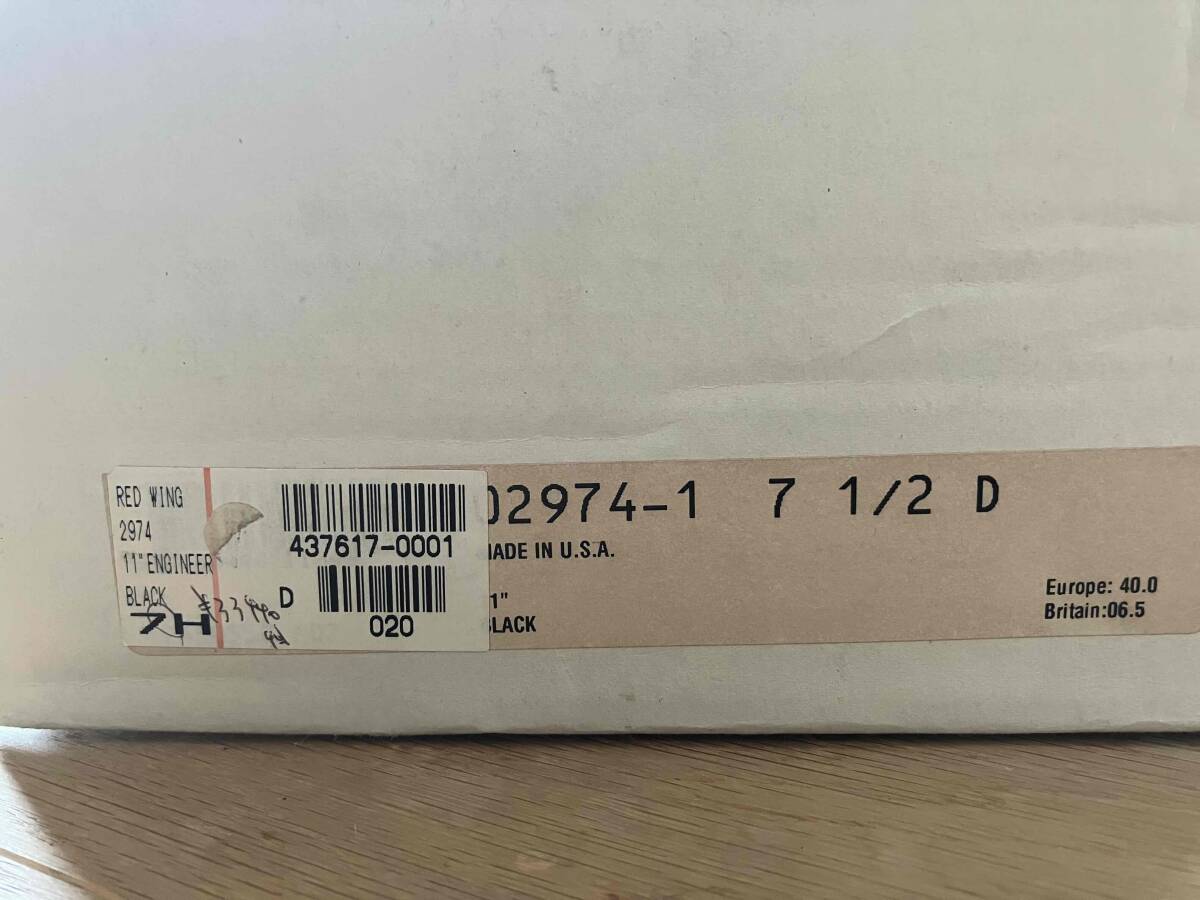 RED WING
2974
11"ENGINEER
BLACK
7H
D
437617-0001
020
02974-1 7 1/2 D
MADE IN U.S.A.
1"
BLACK
Europe: 40.0
Britain:06.5